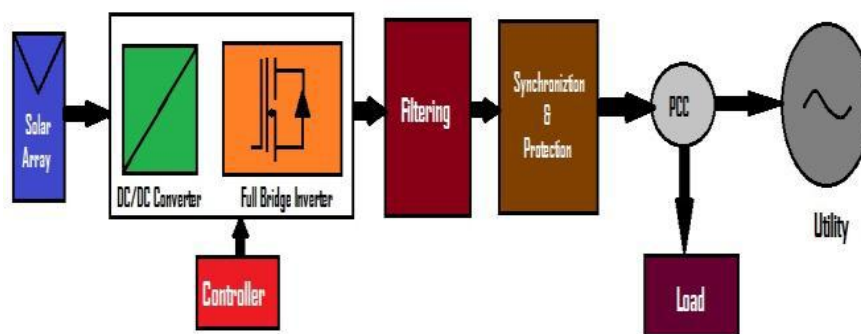 Solar
Array
DC/DC Converter
Full Bridge Inverter
Controller
Filtering
Synchroniztion
&
Protection
PCC
Load
Utility